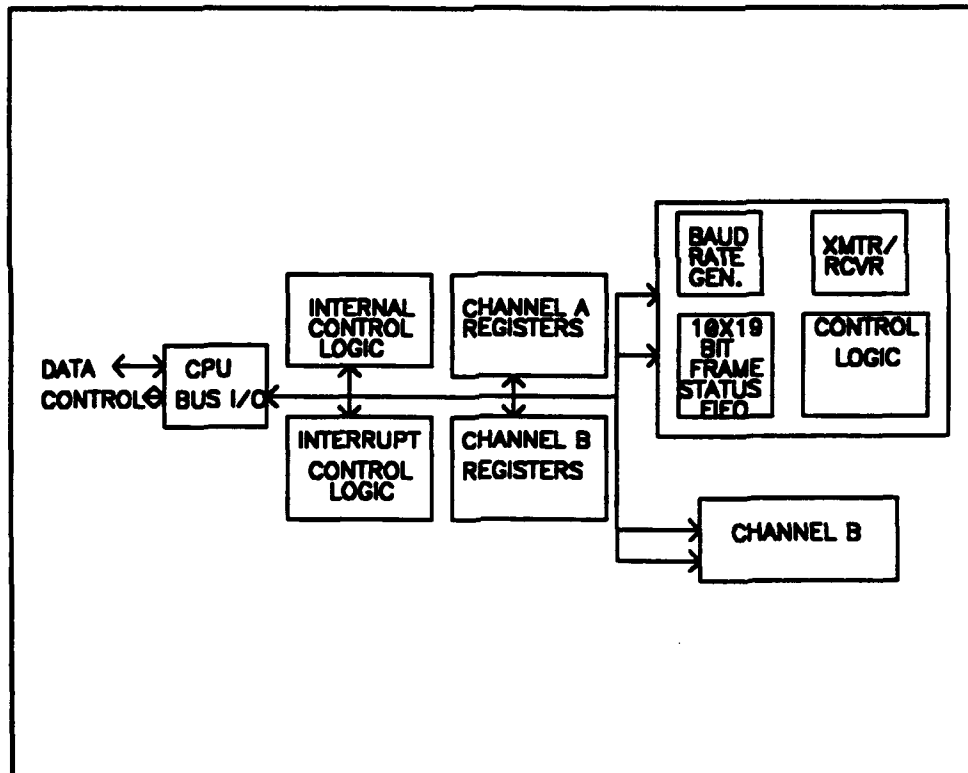 BAUD
RATE
GEN.
XMTR/
RCVR
INTERNAL
CONTROL
LOGIC
CHANNEL A
REGISTERS
10X19
BIT
FRAME
STATUS
FIFO
CONTROL
LOGIC
DATA
CONTROL
CPU
BUS I/O
INTERRUPT
CONTROL
LOGIC
CHANNEL B
REGISTERS
CHANNEL B